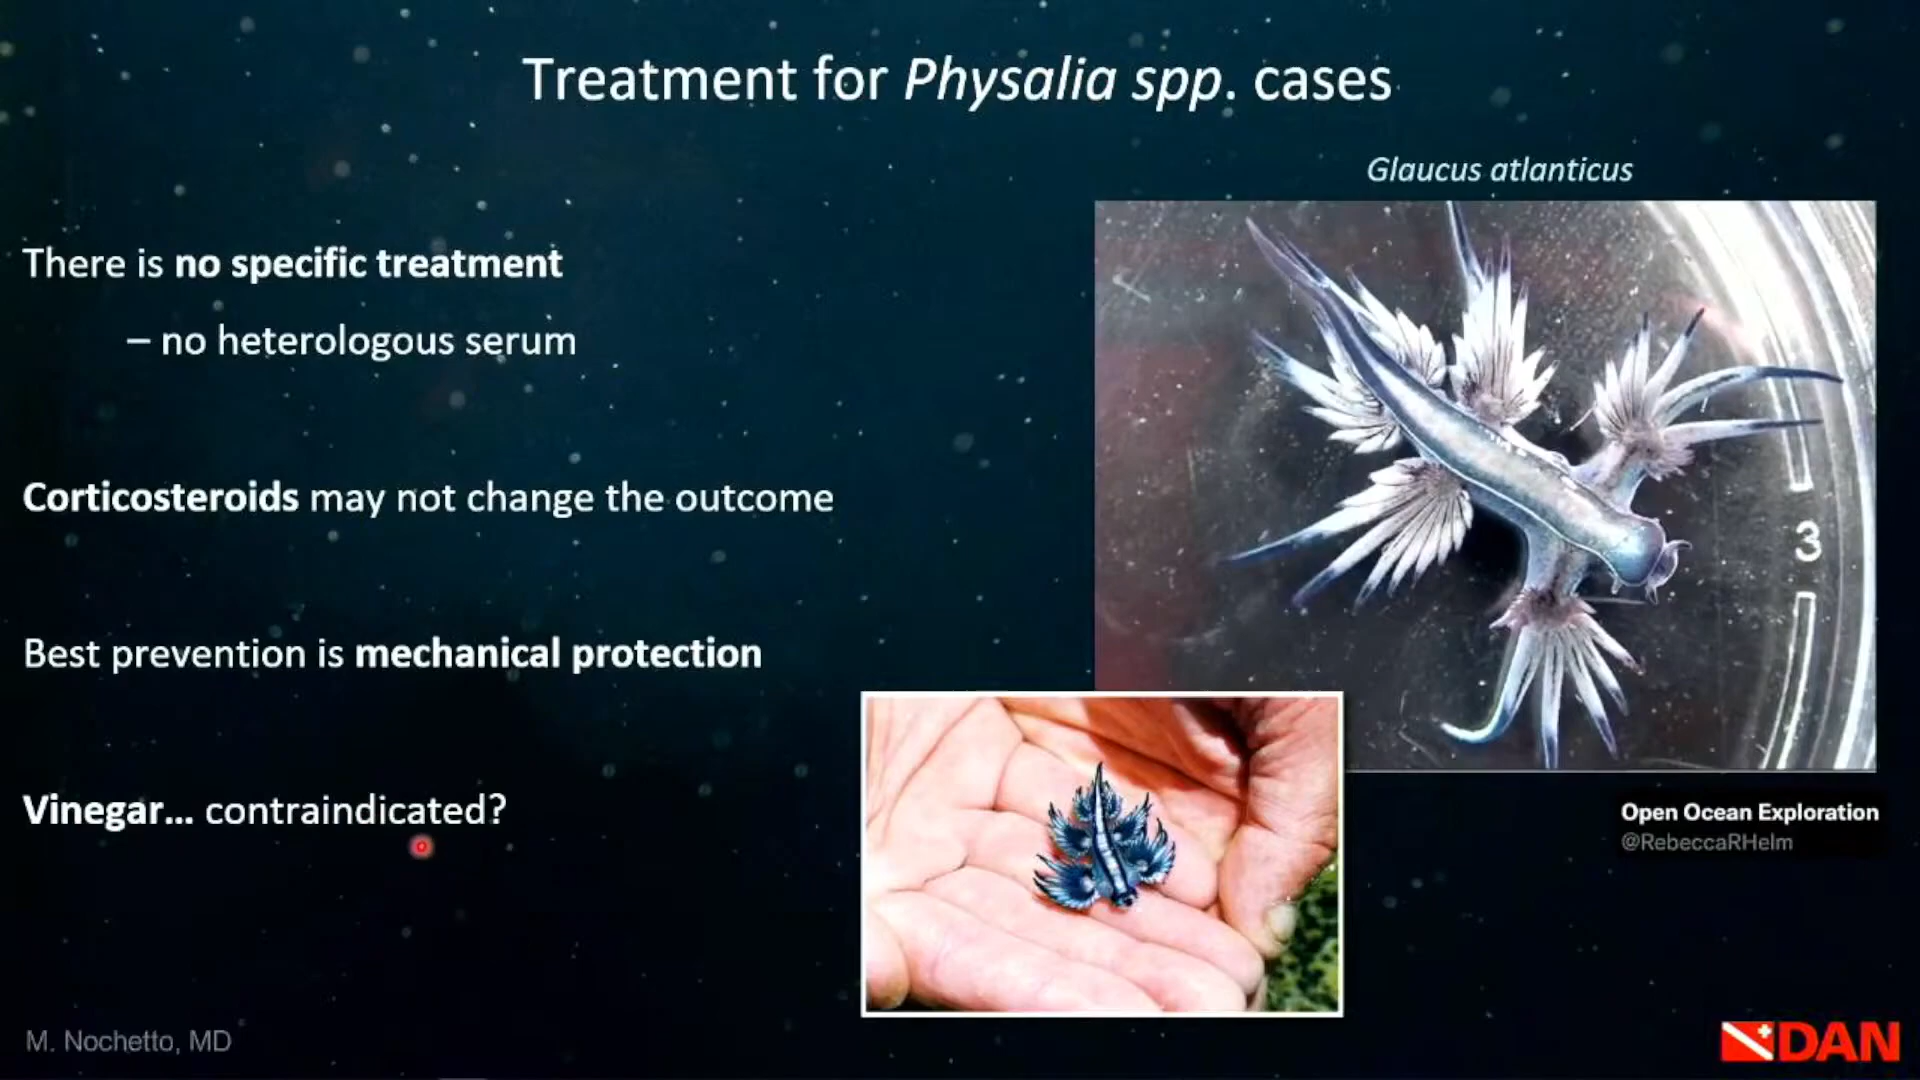 Treatment for Physalia spp. cases
Glaucus atlanticus
There is no specific treatment
– no heterologous serum
Corticosteroids may not change the outcome
Best prevention is mechanical protection
Vinegar... contraindicated?
3
Open Ocean Exploration
@RebeccaRHelm
M. Nochetto, MD
DAN